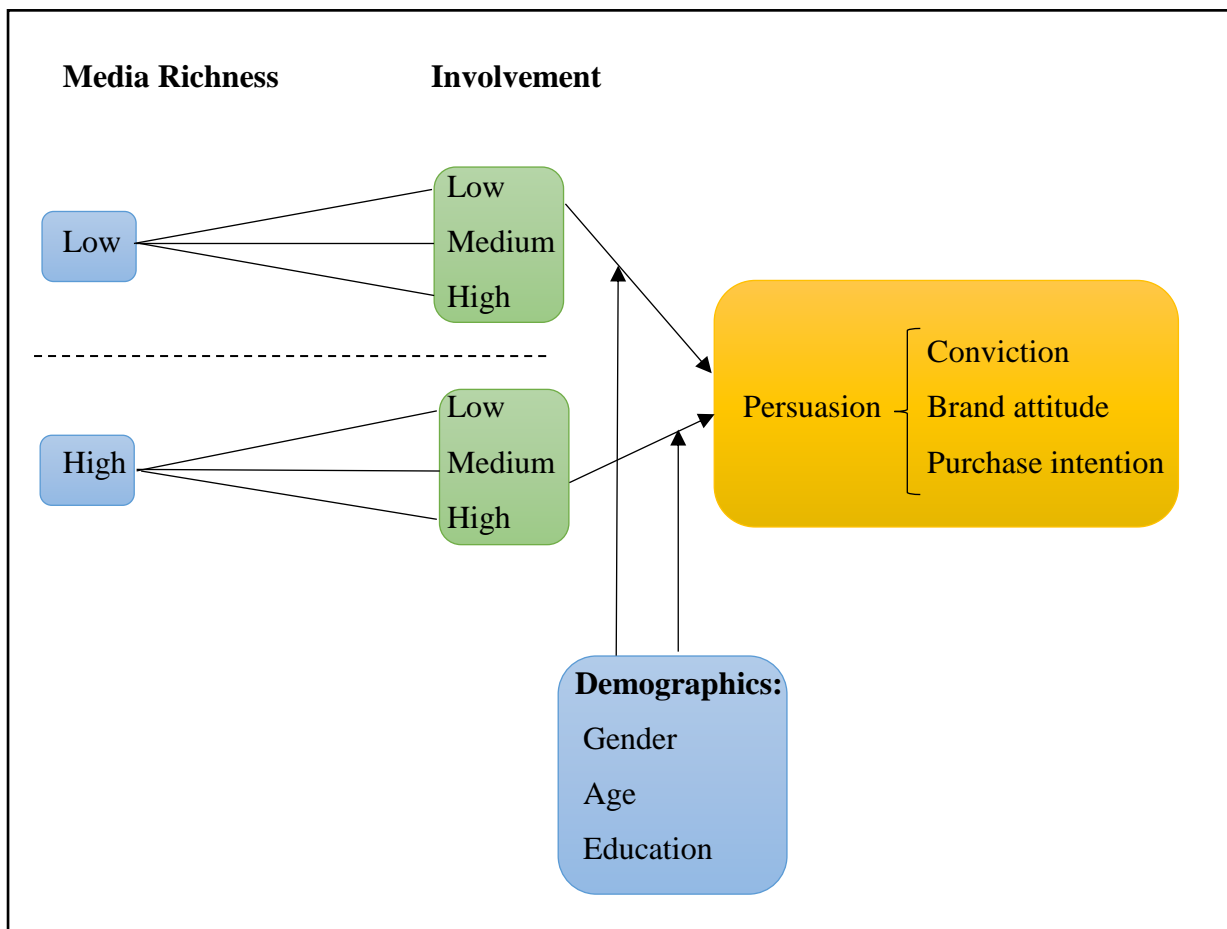 Media Richness
Involvement
Low
Low
Medium
High
High
Low
Medium
High
Persuasion
Conviction
Brand attitude
Purchase intention
Demographics:
Gender
Age
Education